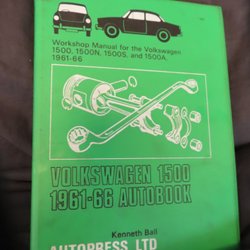 Workshop Manual for the Volkswagen
1500, 1500N, 1500S, and 1500A,
1961-66
VOLKSWAGEN 1500
1961-66 AUTOBOOK
Kenneth Ball
AUTOPRESS LTD